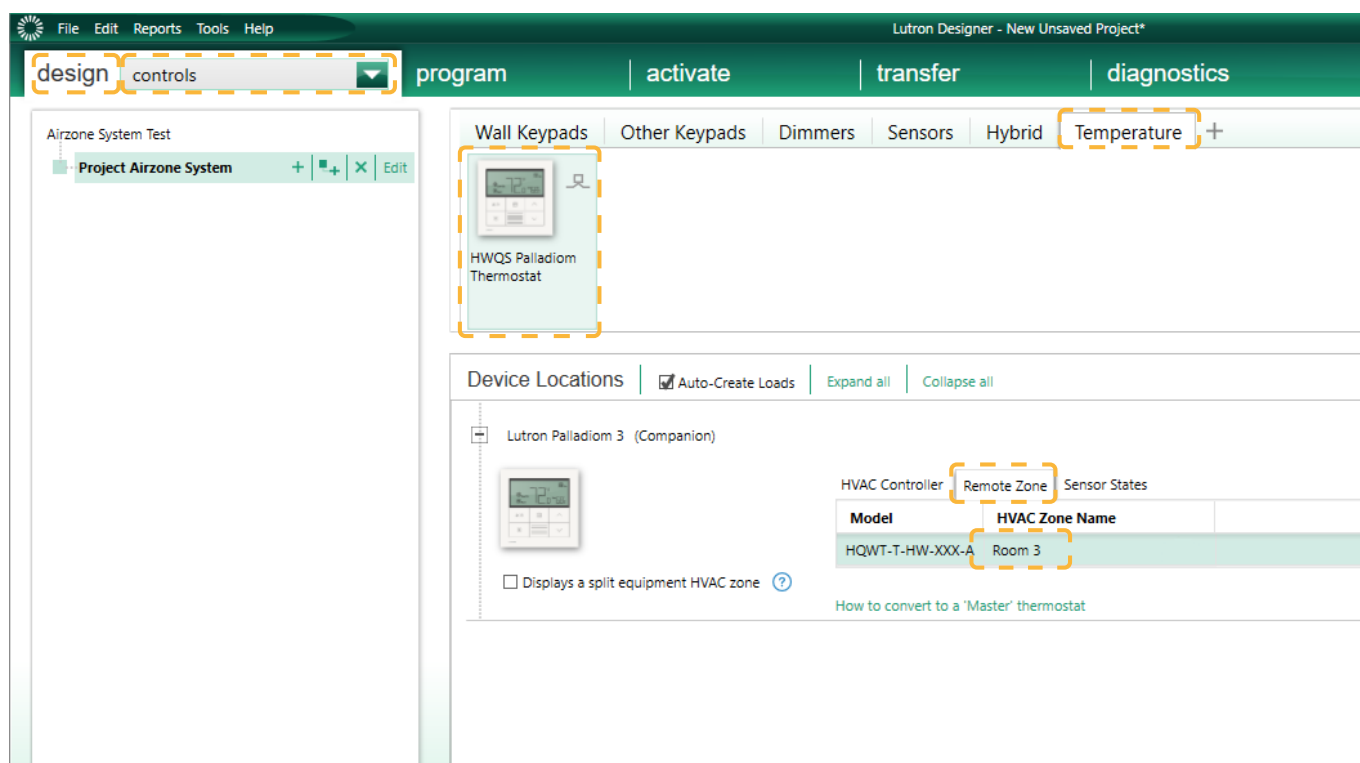 File Edit Reports Tools Help
Lutron Designer - New Unsaved Project*
design controls program activate transfer diagnostics
Airzone System Test
Project Airzone System + + × Edit
Wall Keypads Other Keypads Dimmers Sensors Hybrid Temperature +
HWQS Palladiom
Thermostat
Device Locations Auto-Create Loads Expand all Collapse all
Lutron Palladiom 3 (Companion)
HVAC Controller Remote Zone Sensor States
Model HVAC Zone Name
HQWT-T-HW-XXX-A Room 3
Displays a split equipment HVAC zone ?
How to convert to a 'Master' thermostat